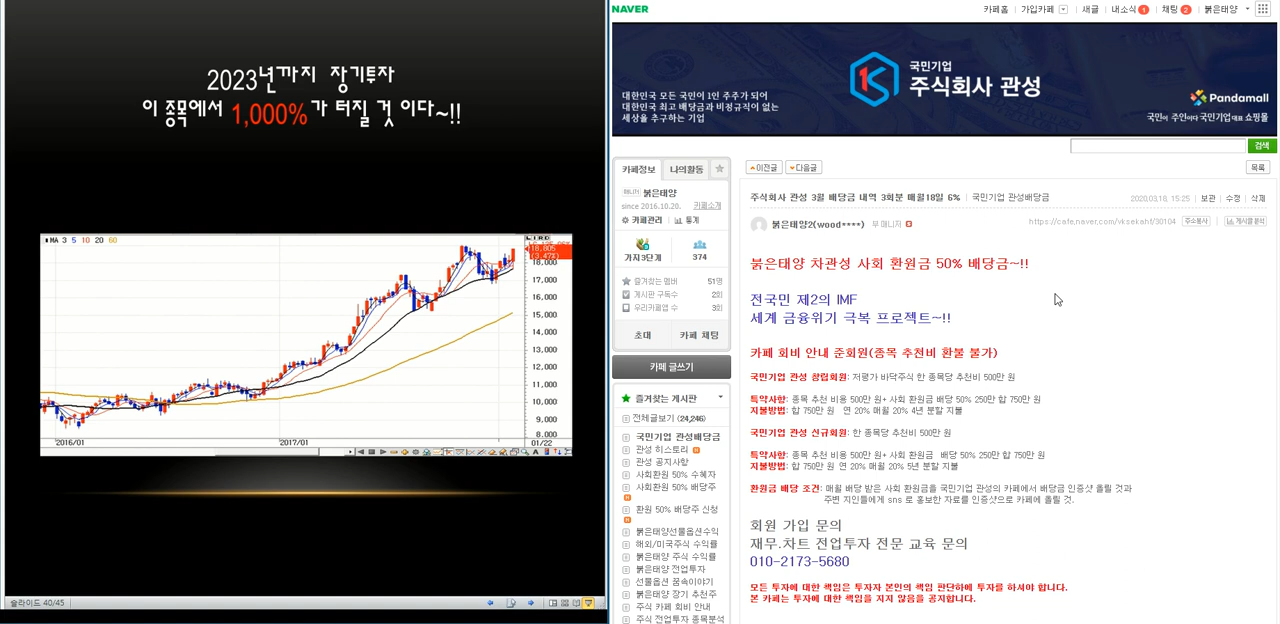 2023년까지 장기투자
이 종목에서 1,000% 가 터질 것 이다~!!
MA 3 5 10 20 60
18,805
(3.47%)
18,000
17,000
16,000
15,000
14,000
13,000
12,000
11,000
10,000
9,000
8,000
2016/01
2017/01
01/22
슬라이드 40/45
NAVER
카페홈
가입카페
새글
내소식 1
채팅 2
붉은태양
대한민국 모든 국민이 1인 주주가 되어
대한민국 최고 배당금과 비정규직이 없는
세상을 추구하는 기업
국민기업
주식회사 관성
Pandamall
국민이 주인이다 국민기업대표 쇼핑몰
검색
카페정보
나의활동
매니저 붉은태양
since 2016.10.20.
카페소개
카페관리
통계
가지3단계
374
즐겨찾는 멤버 51명
게시판 구독수 2회
우리카페앱 수 3회
초대
카페 채팅
카페 글쓰기
즐겨찾는 게시판
전체글보기 (24,246)
국민기업 관성배당금
관성 히스토리
관성 공지사항
사회환원 50% 수혜자
사회환원 50% 배당주
환원 50% 배당주 신청
붉은태양선물옵션수익
해외/미국주식 수익률
붉은태양 주식 수익률
붉은태양 전업투자
선물옵션 꿈속이야기
붉은태양 장기 추천주
주식 카페 회비 안내
주식 전업투자 종목분석
이전글
다음글
목록
주식회사 관성 3월 배당금 내역 3회분 매월18일 6%
국민기업 관성배당금
2020.03.18. 15:25
보관
수정
삭제
붉은태양2(wood****)
부매니저
https://cafe.naver.com/vksekahf/30104
주소복사
게시글 분석
붉은태양 차관성 사회 환원금 50% 배당금~!!
전국민 제2의 IMF
세계 금융위기 극복 프로젝트~!!
카페 회비 안내 준회원(종목 추천비 환불 불가)
국민기업 관성 창립회원: 저평가 바닥주식 한 종목당 추천비 500만 원
특약사항: 종목 추천 비용 500만 원+ 사회 환원금 배당 50% 250만 합 750만 원
지불방법: 합 750만 원 연 20% 매월 20% 4년 분할 지불
국민기업 관성 신규회원: 한 종목당 추천비 500만 원
특약사항: 종목 추천 비용 500만 원+ 사회 환원금 배당 50% 250만 합 750만 원
지불방법: 합 750만 원 연 20% 매월 20% 5년 분할 지불
환원금 배당 조건: 매월 배당 받은 사회 환원금을 국민기업 관성의 카페에서 배당금 인증샷 올릴 것과
주변 지인들에게 sns 로 홍보한 자료를 인증샷으로 카페에 올릴 것.
회원 가입 문의
재무.차트 전업투자 전문 교육 문의
010-2173-5680
모든 투자에 대한 책임은 투자자 본인의 책임 판단하에 투자를 하셔야 합니다.
본 카페는 투자에 대한 책임을 지지 않음을 공지합니다.